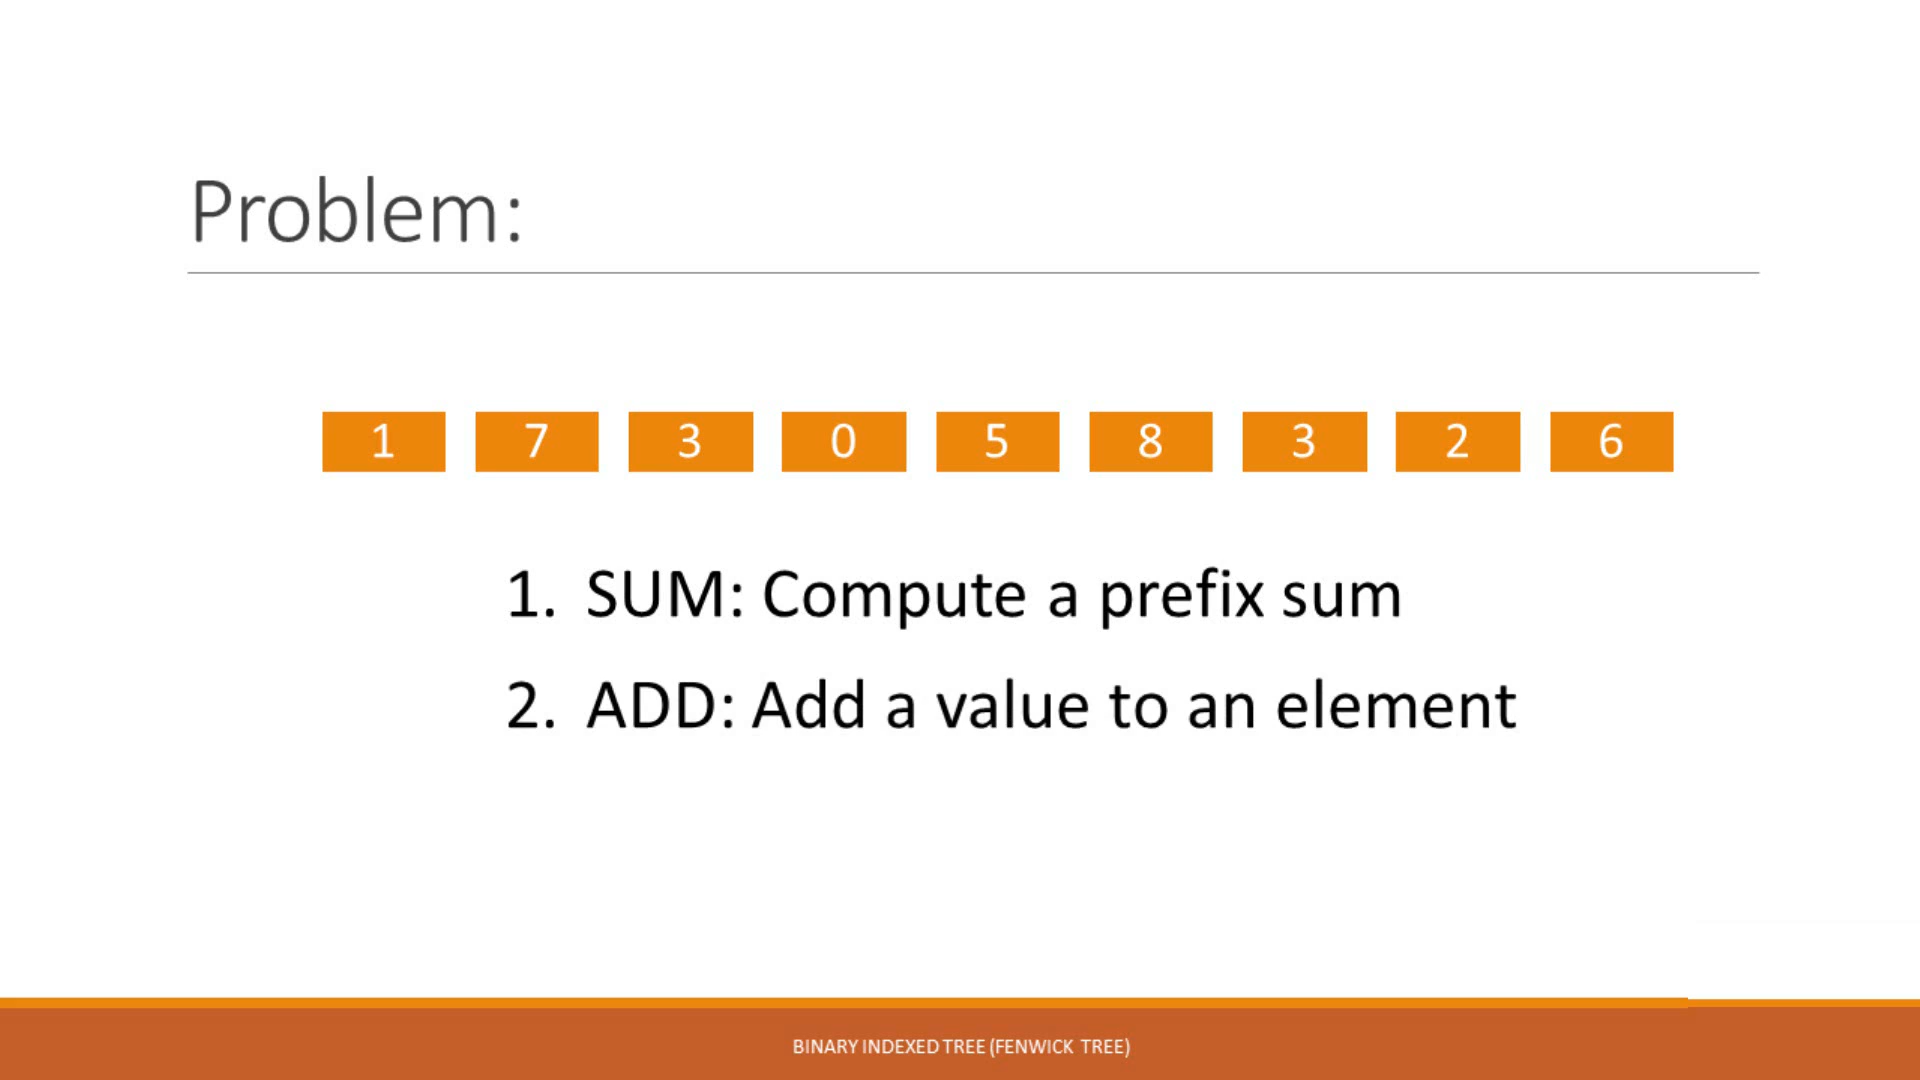 Problem:
1 7 3 0 5 8 3 2 6
1. SUM: Compute a prefix sum
2. ADD: Add a value to an element
BINARY INDEXED TREE (FENWICK TREE)